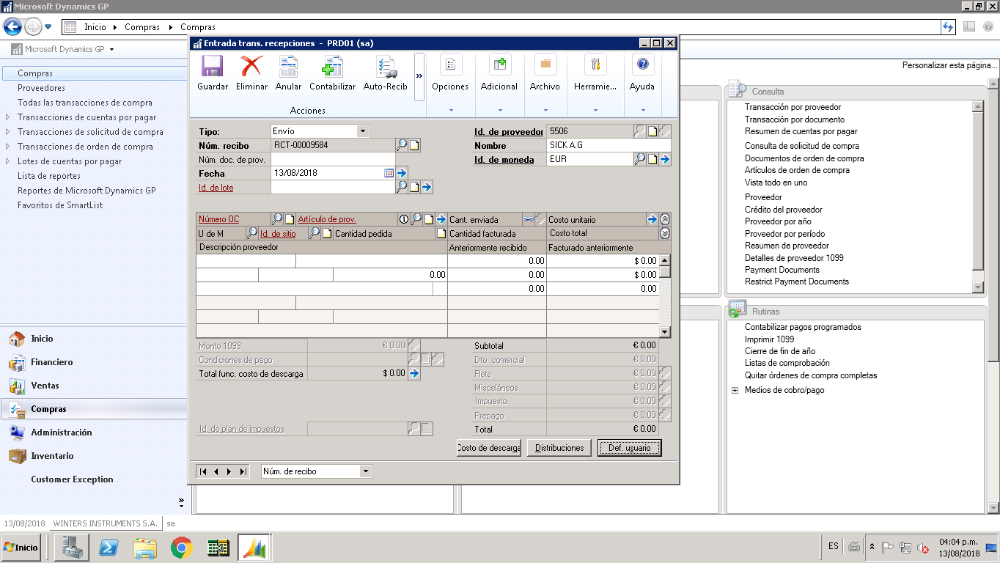 Microsoft Dynamics GP
Inicio Compras Compras
Microsoft Dynamics GP
Personalizar esta página...
Compras
Proveedores
Todas las transacciones de compra
Transacciones de cuentas por pagar
Transacciones de solicitud de compra
Transacciones de orden de compra
Lotes de cuentas por pagar
Lista de reportes
Reportes de Microsoft Dynamics GP
Favoritos de SmartList
Inicio
Financiero
Ventas
Compras
Administración
Inventario
Customer Exception
Entrada trans. recepciones - PRD01 (sa)
Guardar Eliminar Anular Contabilizar Auto-Recib » Opciones Adicional Archivo Herramie... Ayuda
Acciones
Tipo: Envío
Núm. recibo RCT-00009584
Núm. doc. de prov.
Fecha 13/08/2018
Id. de lote
Id. de proveedor 5506
Nombre SICK A.G
Id. de moneda EUR
Número OC Artículo de prov. Cant. enviada Costo unitario
U de M Id. de sitio Cantidad pedida Cantidad facturada Costo total
Descripción proveedor Anteriormente recibido Facturado anteriormente
0.00 $ 0.00
0.00 0.00 $ 0.00
0.00 0.00
Monto 1099 € 0.00
Condiciones de pago
Total func. costo de descarga $ 0.00
Id. de plan de impuestos
Subtotal € 0.00
Dto. comercial € 0.00
Flete € 0.00
Misceláneos € 0.00
Impuesto € 0.00
Prepago € 0.00
Total € 0.00
Costo de descarga Distribuciones Def. usuario
Núm. de recibo
Consulta
Transacción por proveedor
Transacción por documento
Resumen de cuentas por pagar
Consulta de solicitud de compra
Documentos de orden de compra
Artículos de orden de compra
Vista todo en uno
Proveedor
Crédito del proveedor
Proveedor por año
Proveedor por período
Resumen de proveedor
Detalles de proveedor 1099
Payment Documents
Restrict Payment Documents
Rutinas
Contabilizar pagos programados
Imprimir 1099
Cierre de fin de año
Listas de comprobación
Quitar órdenes de compra completas
Medios de cobro/pago
13/08/2018 WINTERS INSTRUMENTS S.A. sa
Inicio ES 04:04 p.m.
13/08/2018